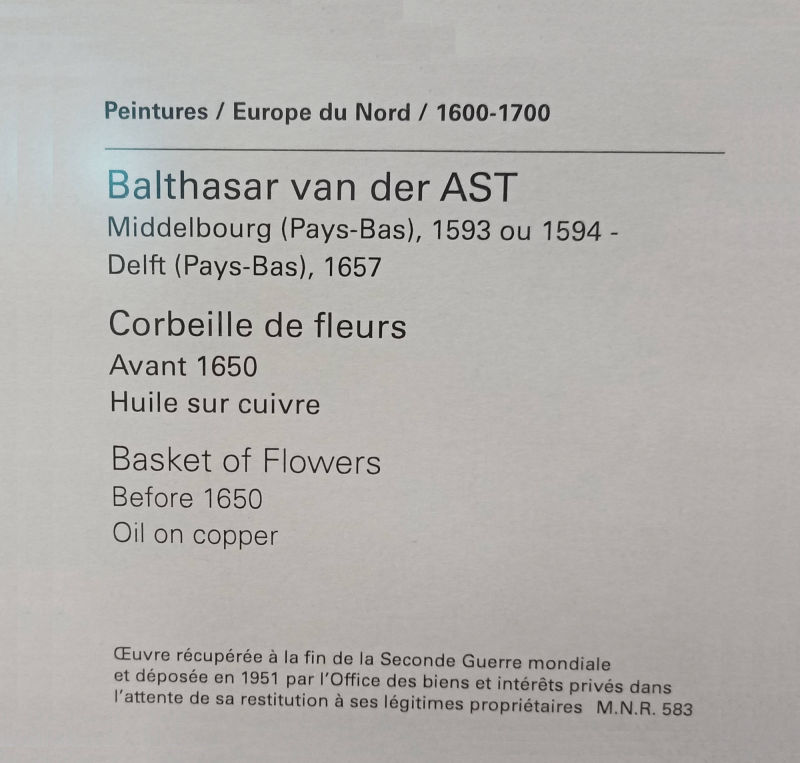 Peintures / Europe du Nord / 1600-1700
Balthasar van der AST
Middelbourg (Pays-Bas), 1593 ou 1594 -
Delft (Pays-Bas), 1657
Corbeille de fleurs
Avant 1650
Huile sur cuivre
Basket of Flowers
Before 1650
Oil on copper
Œuvre récupérée à la fin de la Seconde Guerre mondiale
et déposée en 1951 par l'Office des biens et intérêts privés dans
l'attente de sa restitution à ses légitimes propriétaires M.N.R. 583